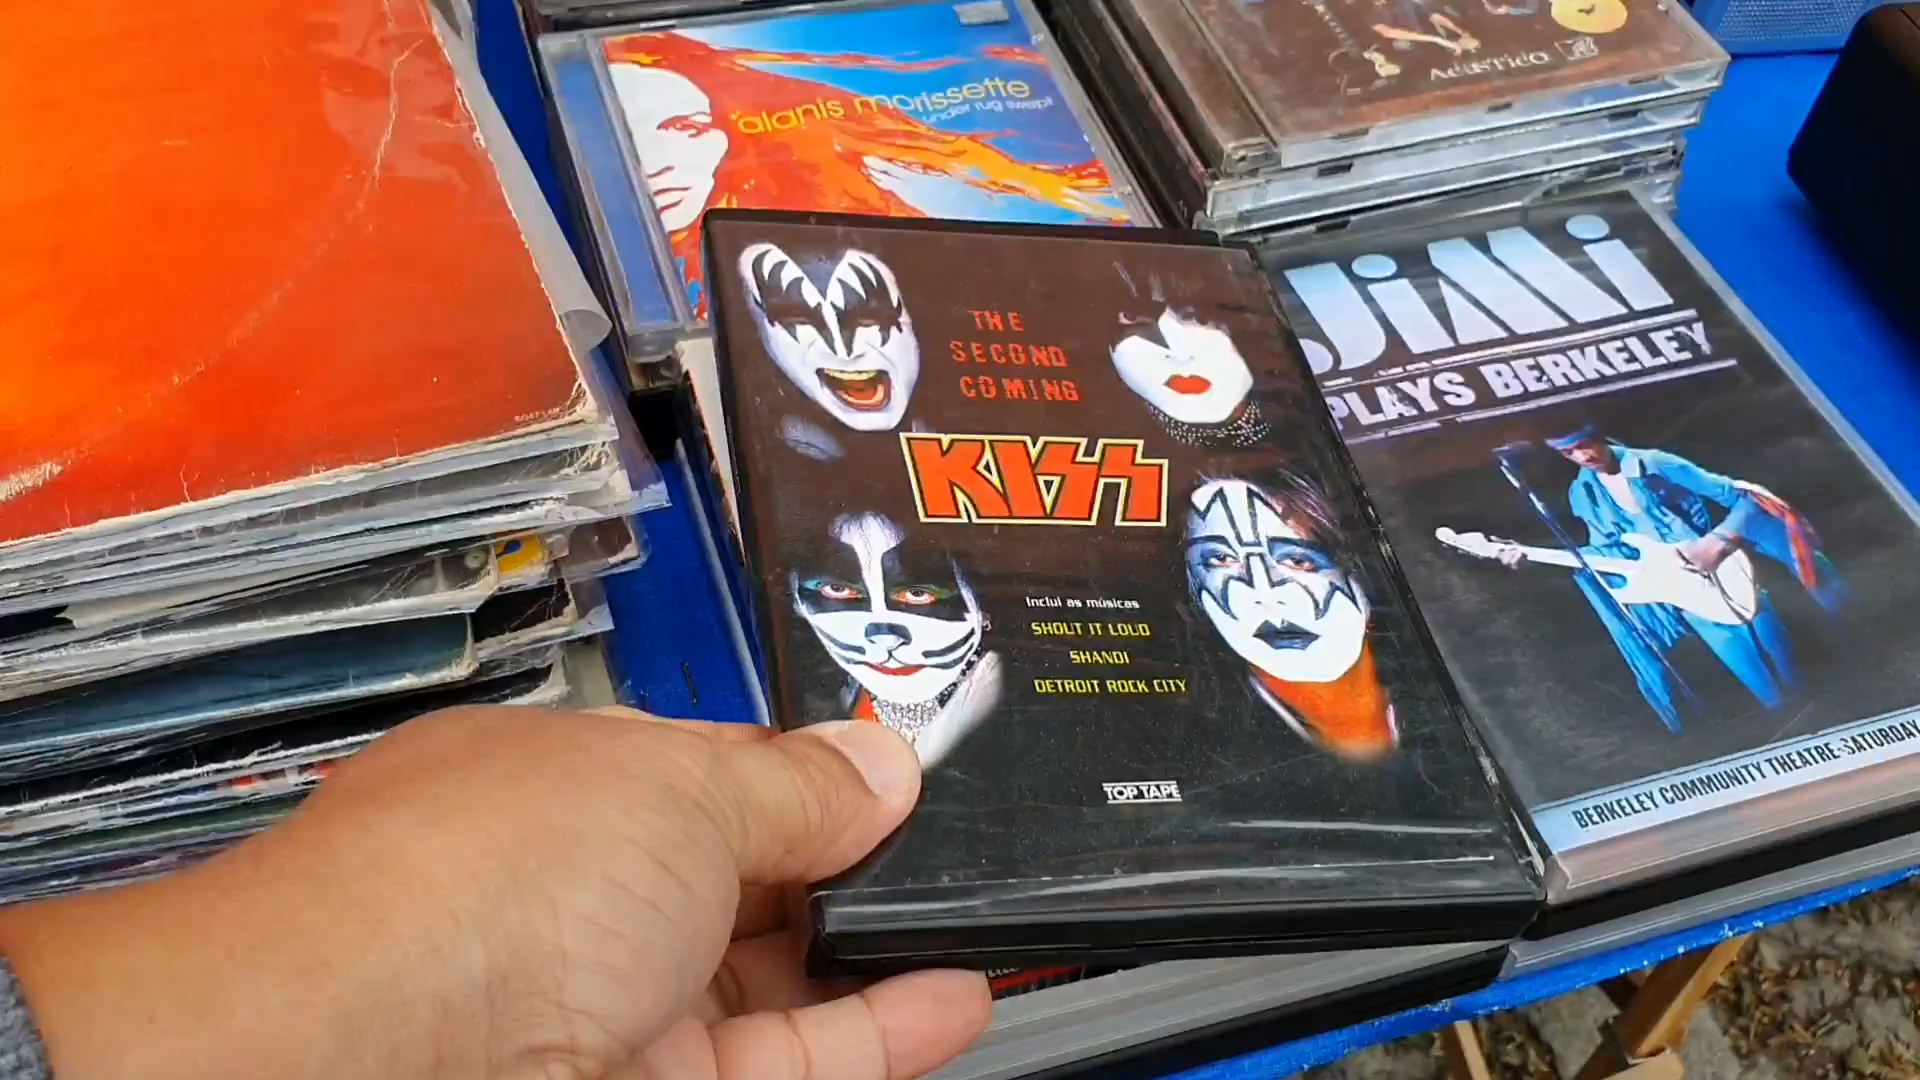 ACUSTICO
alanis morissette
under rug swept
JiMi
PLAYS BERKELEY
BERKELEY COMMUNITY THEATRE·SATURDAY
THE
SECOND
COMING
KISS
Inclui as músicas
SHOUT IT LOUD
SHANDI
DETROIT ROCK CITY
TOP TAPE